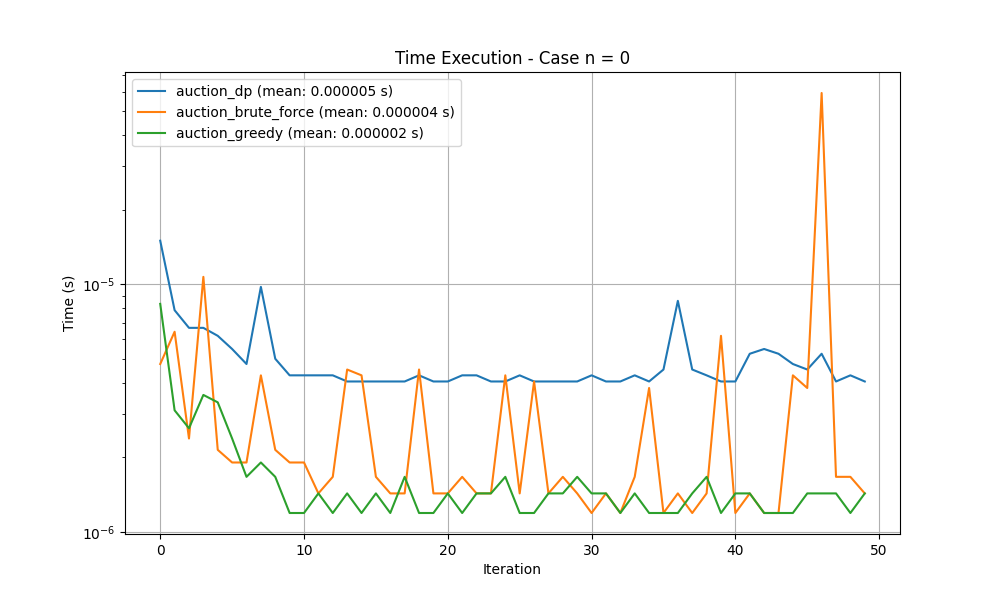 Time Execution - Case n = 0
auction_dp (mean: 0.000005 s)
auction_brute_force (mean: 0.000004 s)
auction_greedy (mean: 0.000002 s)
Time (s)
10⁻⁵
10⁻⁶
0 10 20 30 40 50
Iteration